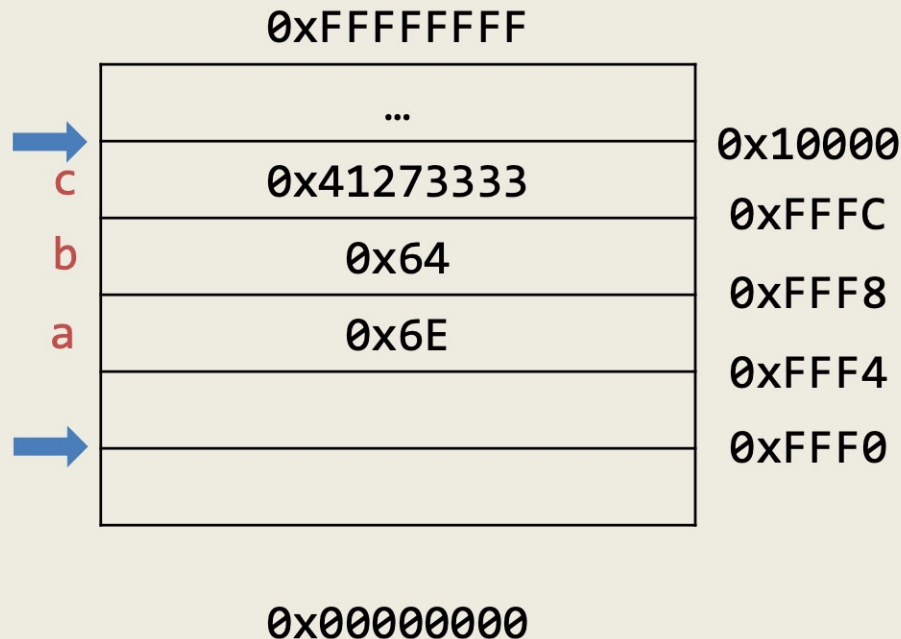 0xFFFFFFFF
…
0x10000
c 0x41273333
0xFFFC
b 0x64
0xFFF8
a 0x6E
0xFFF4
0xFFF0
0x00000000